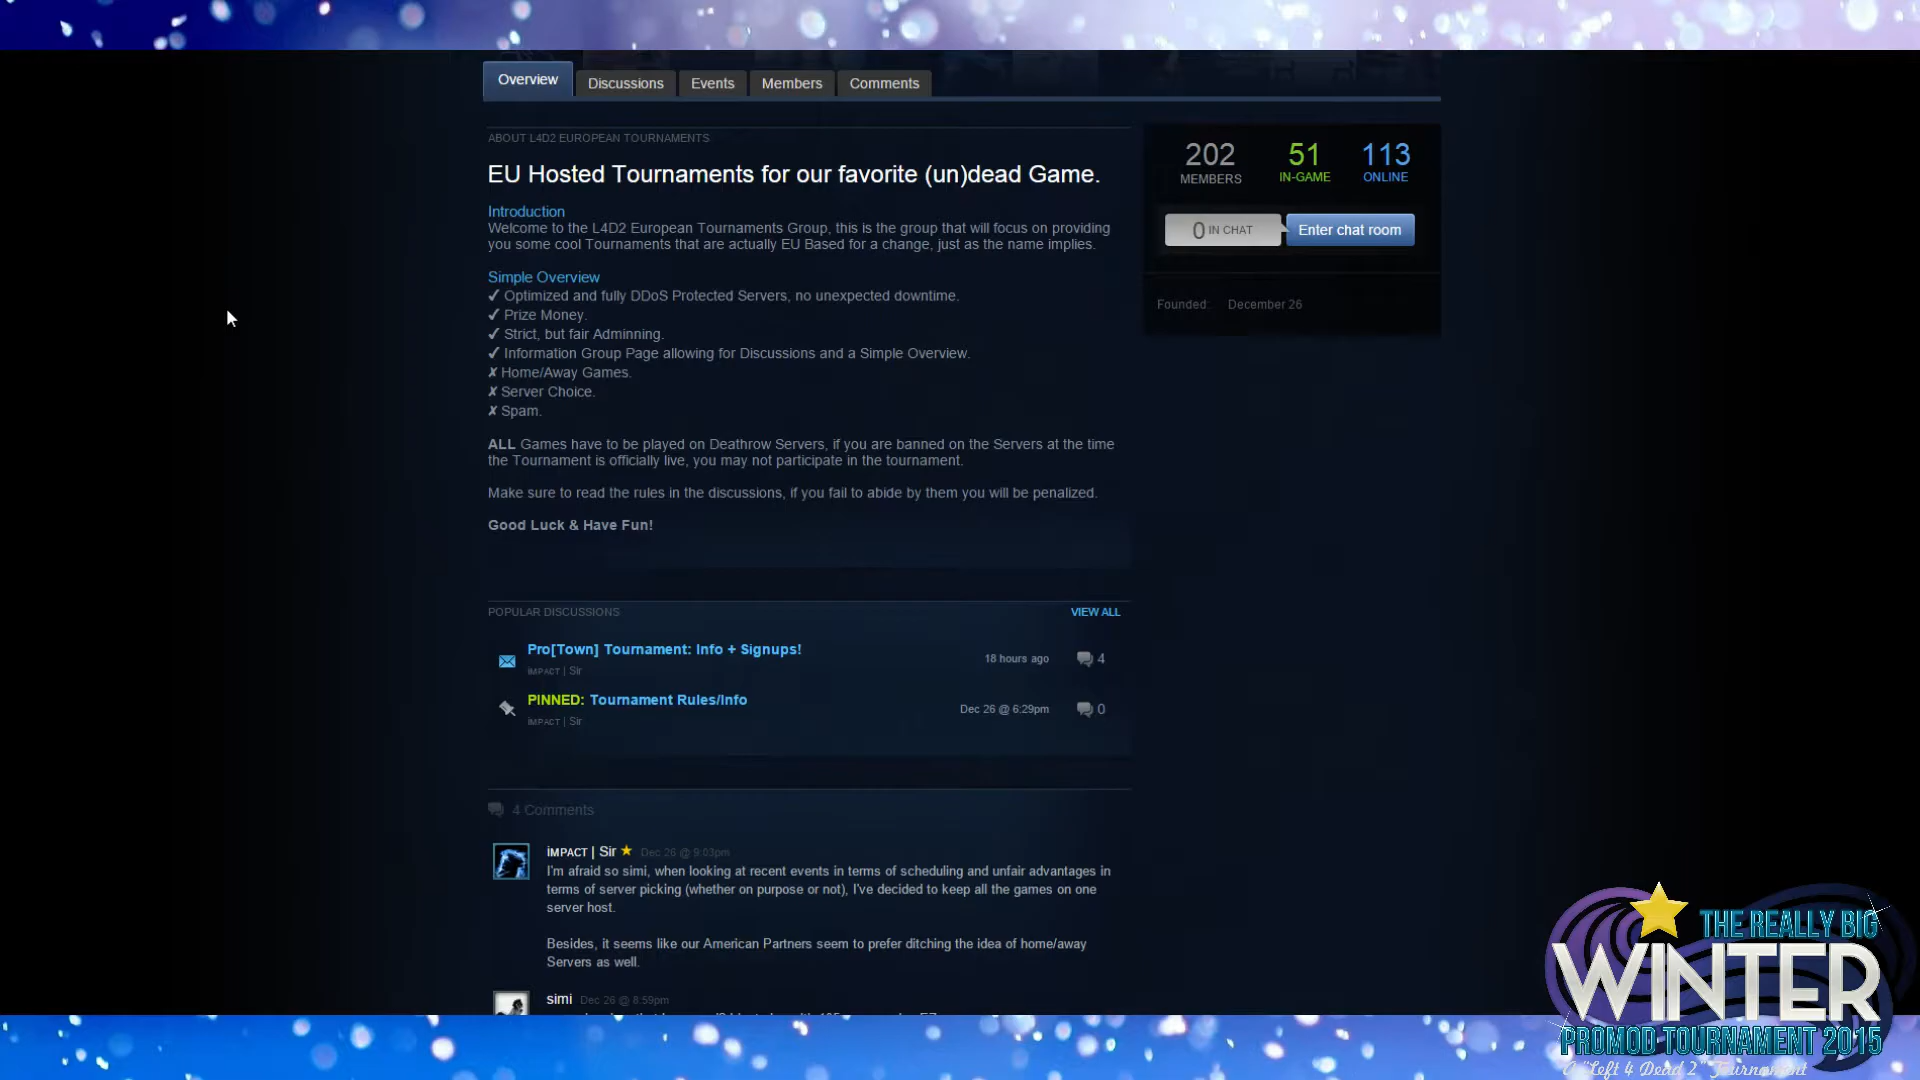 Overview
Discussions
Events
Members
Comments
ABOUT L4D2 EUROPEAN TOURNAMENTS
EU Hosted Tournaments for our favorite (un)dead Game.
Introduction
Welcome to the L4D2 European Tournaments Group, this is the group that will focus on providing
you some cool Tournaments that are actually EU Based for a change, just as the name implies.
Simple Overview
✔ Optimized and fully DDoS Protected Servers, no unexpected downtime.
✔ Prize Money.
✔ Strict, but fair Adminning.
✔ Information Group Page allowing for Discussions and a Simple Overview.
✘ Home/Away Games.
✘ Server Choice.
✘ Spam.
ALL Games have to be played on Deathrow Servers, if you are banned on the Servers at the time
the Tournament is officially live, you may not participate in the tournament.
Make sure to read the rules in the discussions, if you fail to abide by them you will be penalized.
Good Luck & Have Fun!
202 MEMBERS
51 IN-GAME
113 ONLINE
0 IN CHAT
Enter chat room
Founded: December 26
POPULAR DISCUSSIONS
VIEW ALL
Pro[Town] Tournament: Info + Signups!
18 hours ago
4
iMPACT | Sir
PINNED: Tournament Rules/Info
Dec 26 @ 6:29pm
0
iMPACT | Sir
4 Comments
iMPACT | Sir Dec 26 @ 9:03pm
I'm afraid so simi, when looking at recent events in terms of scheduling and unfair advantages in
terms of server picking (whether on purpose or not), I've decided to keep all the games on one
server host.
Besides, it seems like our American Partners seem to prefer ditching the idea of home/away
Servers as well.
simi Dec 26 @ 8:59pm
THE REALLY BIG
WINTER
PROMOD TOURNAMENT 2015
A "Left 4 Dead 2" Tournament